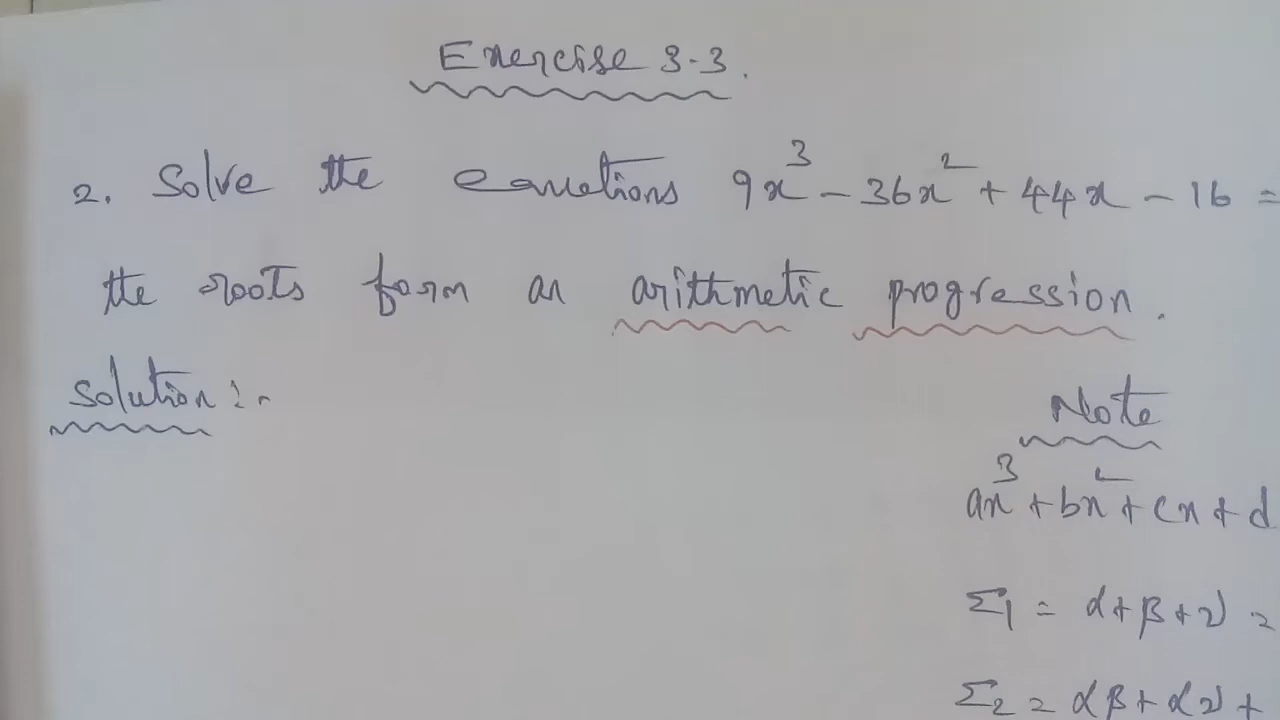 Exercise 3.3.
2. Solve the equations 9x³ - 36x² + 44x - 16 =
the roots form an arithmetic progression.
Solution :-
Note
ax³ + bx² + cx + d
Σ1 = α + β + γ =
Σ2 = αβ + αγ +